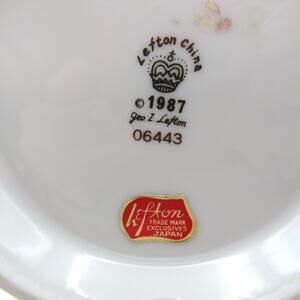 Lefton China
© 1987
Geo. Z. Lefton
06443
Lefton
TRADE MARK
EXCLUSIVES
JAPAN